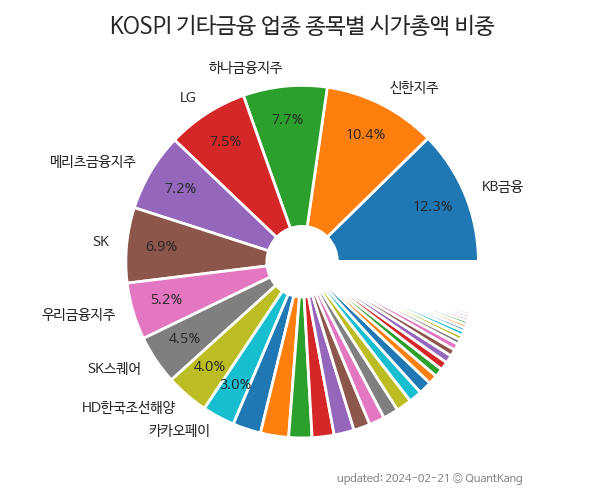 KOSPI 기타금융 업종 종목별 시가총액 비중
하나금융지주
신한지주
LG
7.7%
7.5%
10.4%
메리츠금융지주
7.2%
KB금융
12.3%
SK
6.9%
5.2%
우리금융지주
4.5%
SK스퀘어
4.0%
3.0%
HD한국조선해양
카카오페이
updated: 2024-02-21 ⓒ QuantKang